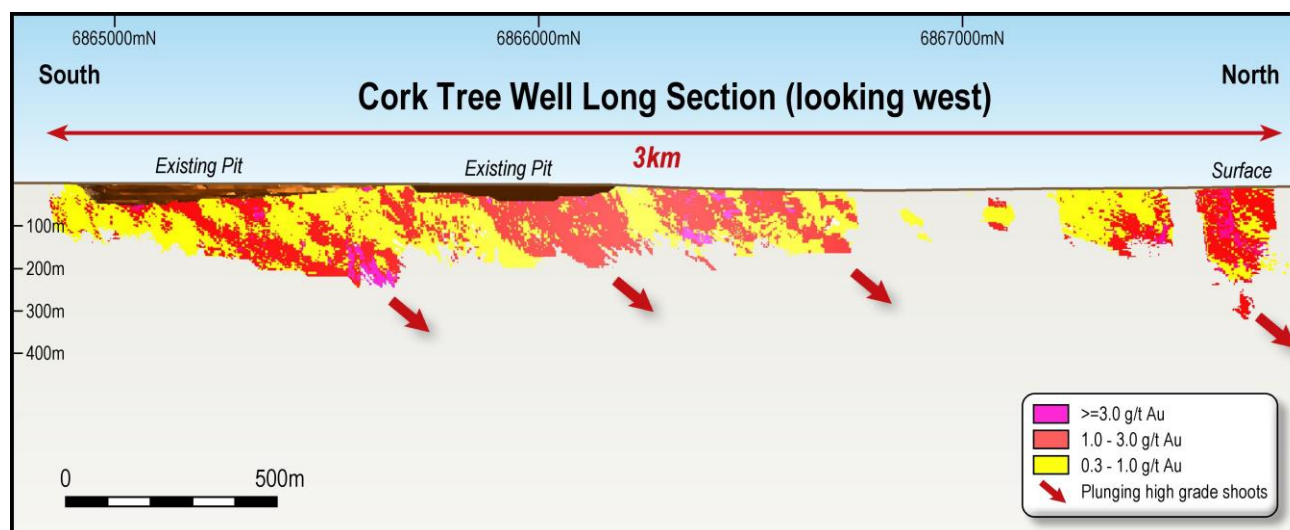 6865000mN
6866000mN
6867000mN
South
North
Cork Tree Well Long Section (looking west)
3km
Existing Pit
Existing Pit
Surface
100m
200m
300m
400m
>=3.0 g/t Au
1.0 - 3.0 g/t Au
0.3 - 1.0 g/t Au
Plunging high grade shoots
0
500m